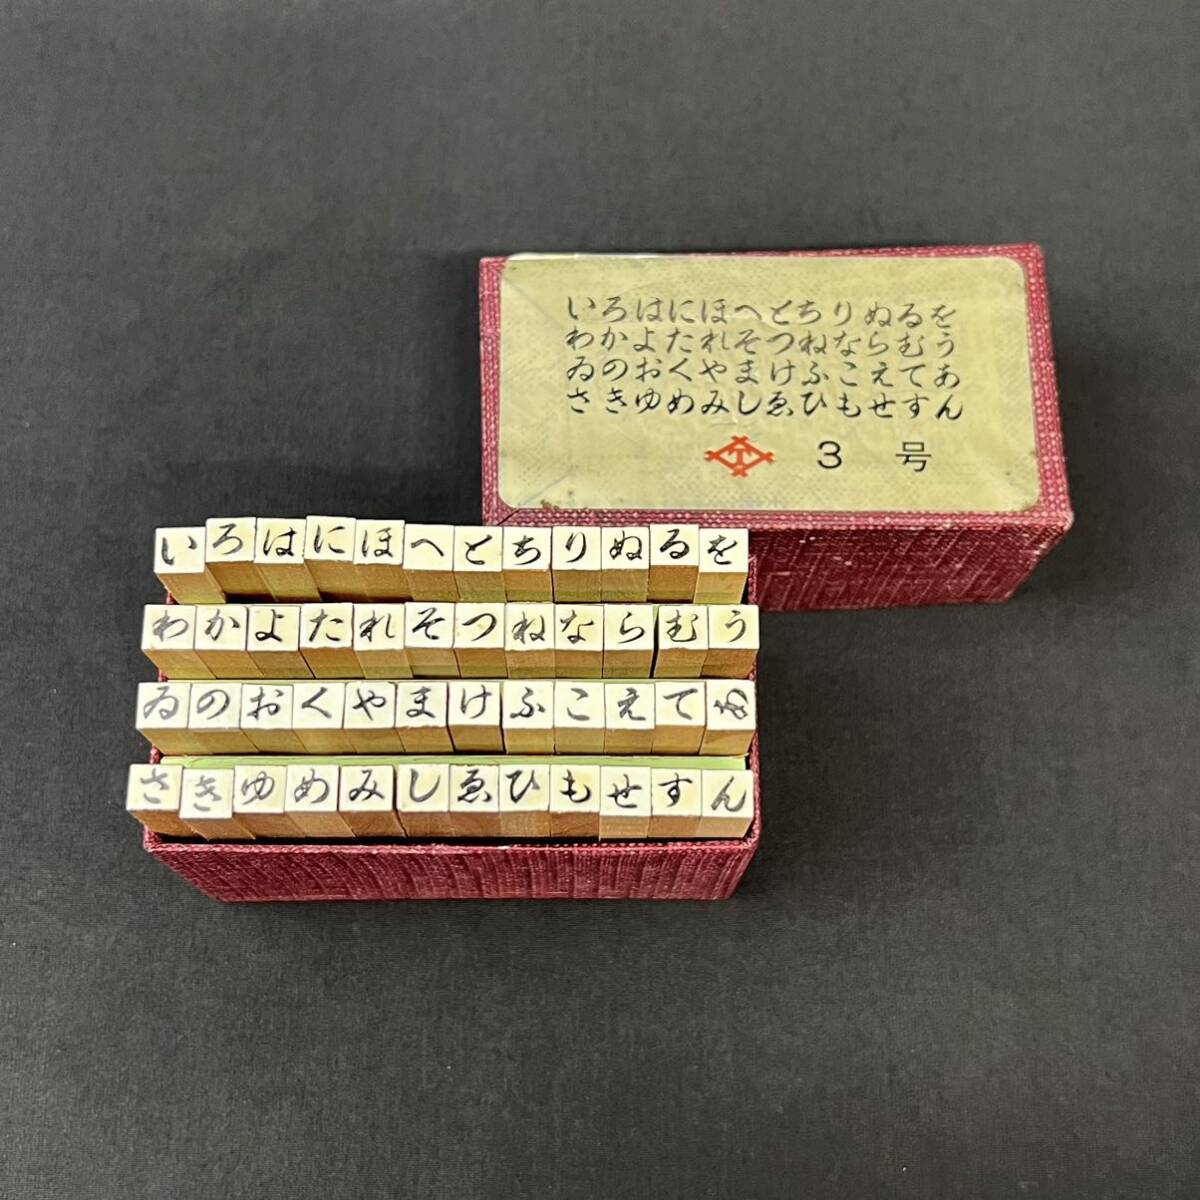 いろはにほへとちりぬるを
わかよたれそつねならむう
ゐのおくやまけふこえてあ
さきゆめみしゑひもせすん
3号
いろはにほへとちりぬるを
わかよたれそつねならむう
ゐのおくやまけふこえてあ
さきゆめみしゑひもせすん